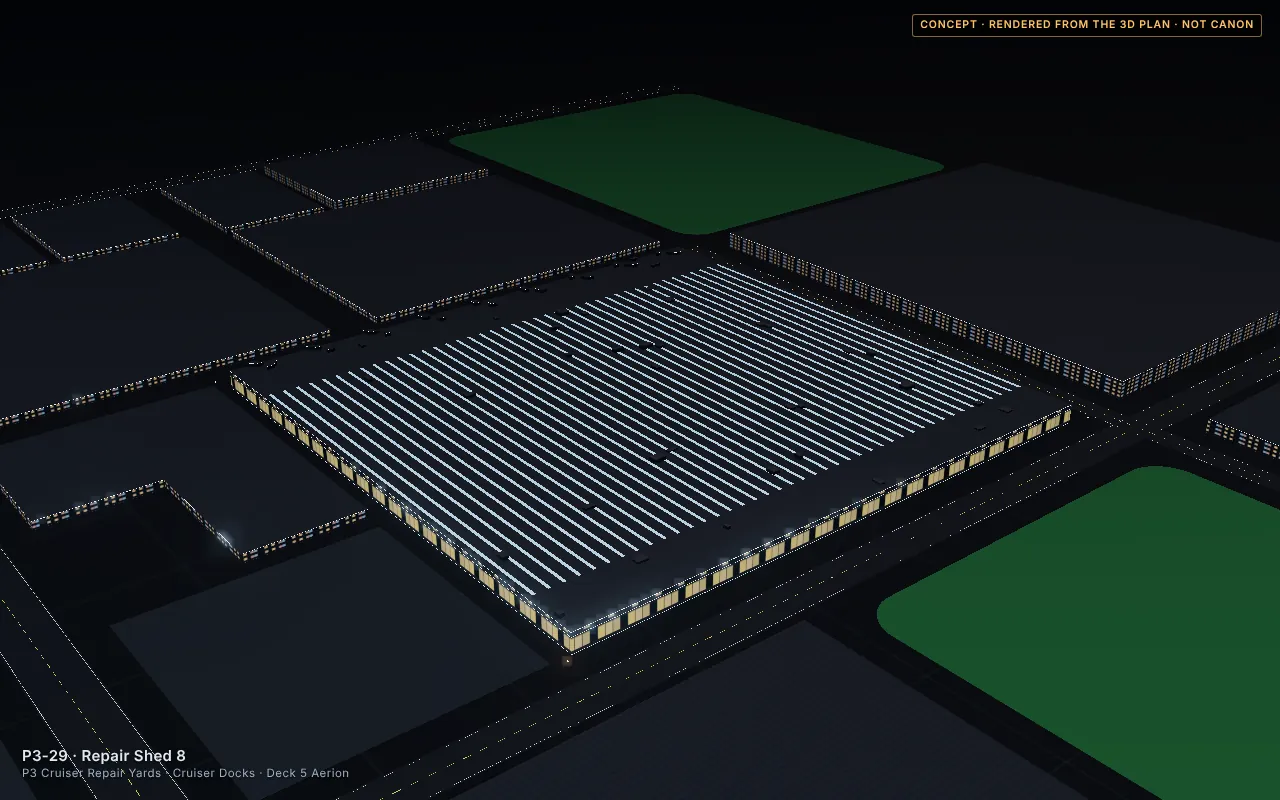 CONCEPT · RENDERED FROM THE 3D PLAN · NOT CANON
P3-29 · Repair Shed 8
P3 Cruiser Repair Yards · Cruiser Docks · Deck 5 Aerion